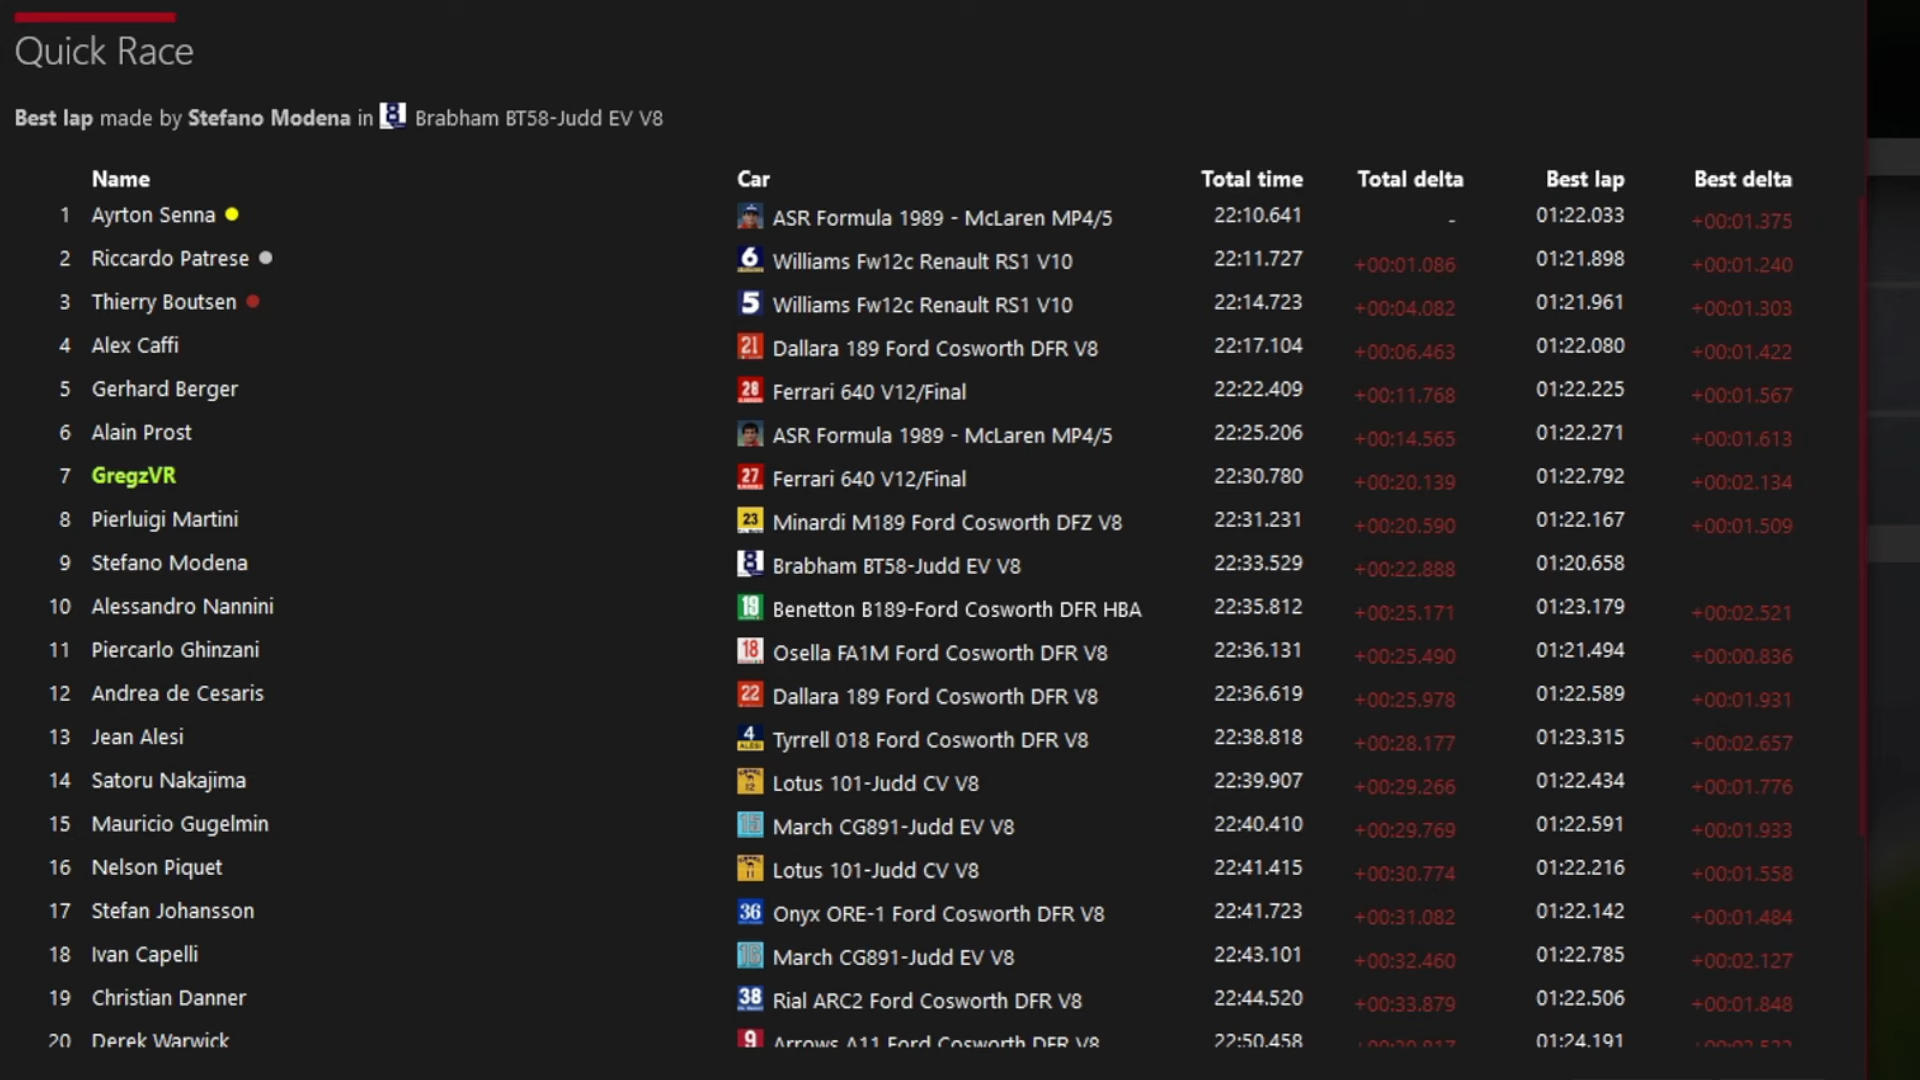 Quick Race
Best lap made by Stefano Modena in 8 Brabham BT58-Judd EV V8
Name Car Total time Total delta Best lap Best delta
1 Ayrton Senna ASR Formula 1989 - McLaren MP4/5 22:10.641 - 01:22.033 +00:01.375
2 Riccardo Patrese 6 Williams Fw12c Renault RS1 V10 22:11.727 +00:01.086 01:21.898 +00:01.240
3 Thierry Boutsen 5 Williams Fw12c Renault RS1 V10 22:14.723 +00:04.082 01:21.961 +00:01.303
4 Alex Caffi 21 Dallara 189 Ford Cosworth DFR V8 22:17.104 +00:06.463 01:22.080 +00:01.422
5 Gerhard Berger 28 Ferrari 640 V12/Final 22:22.409 +00:11.768 01:22.225 +00:01.567
6 Alain Prost ASR Formula 1989 - McLaren MP4/5 22:25.206 +00:14.565 01:22.271 +00:01.613
7 GregzVR 27 Ferrari 640 V12/Final 22:30.780 +00:20.139 01:22.792 +00:02.134
8 Pierluigi Martini 23 Minardi M189 Ford Cosworth DFZ V8 22:31.231 +00:20.590 01:22.167 +00:01.509
9 Stefano Modena 8 Brabham BT58-Judd EV V8 22:33.529 +00:22.888 01:20.658
10 Alessandro Nannini 19 Benetton B189-Ford Cosworth DFR HBA 22:35.812 +00:25.171 01:23.179 +00:02.521
11 Piercarlo Ghinzani 18 Osella FA1M Ford Cosworth DFR V8 22:36.131 +00:25.490 01:21.494 +00:00.836
12 Andrea de Cesaris 22 Dallara 189 Ford Cosworth DFR V8 22:36.619 +00:25.978 01:22.589 +00:01.931
13 Jean Alesi 4 ALESI Tyrrell 018 Ford Cosworth DFR V8 22:38.818 +00:28.177 01:23.315 +00:02.657
14 Satoru Nakajima 12 Lotus 101-Judd CV V8 22:39.907 +00:29.266 01:22.434 +00:01.776
15 Mauricio Gugelmin 15 March CG891-Judd EV V8 22:40.410 +00:29.769 01:22.591 +00:01.933
16 Nelson Piquet 11 Lotus 101-Judd CV V8 22:41.415 +00:30.774 01:22.216 +00:01.558
17 Stefan Johansson 36 Onyx ORE-1 Ford Cosworth DFR V8 22:41.723 +00:31.082 01:22.142 +00:01.484
18 Ivan Capelli 16 March CG891-Judd EV V8 22:43.101 +00:32.460 01:22.785 +00:02.127
19 Christian Danner 38 Rial ARC2 Ford Cosworth DFR V8 22:44.520 +00:33.879 01:22.506 +00:01.848
20 Derek Warwick 9 Arrows A11 Ford Cosworth DFR V8 22:50.458 01:24.191